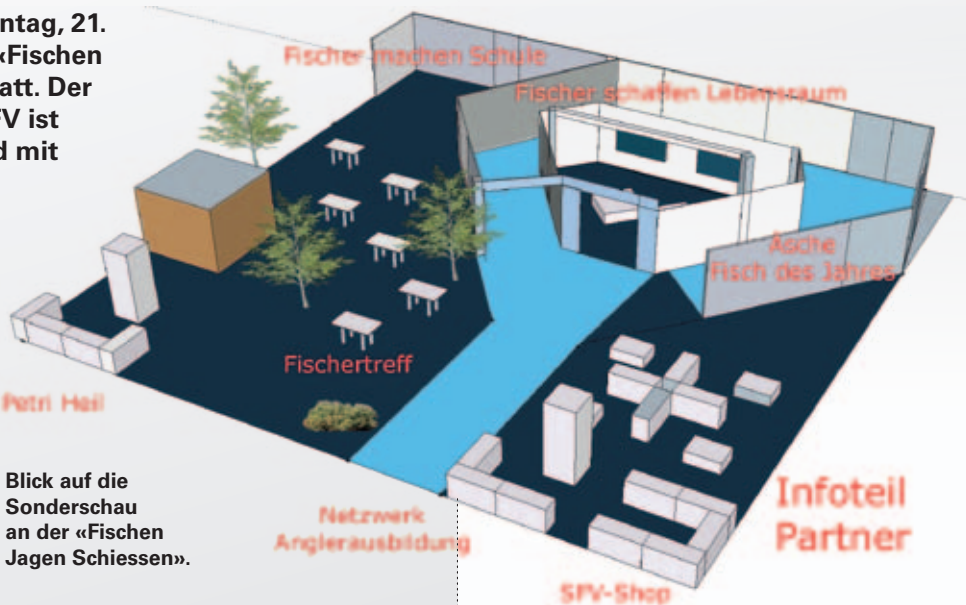 ntag, 21.
«Fischen
att. Der
FV ist
d mit
Fischer machen Schule
Fischer schaffen Lebensraum
Äsche
Fisch des Jahres
Fischertreff
Petri Heil
Infoteil
Partner
Netzwerk
Anglerausbildung
SFV-Shop
Blick auf die
Sonderschau
an der «Fischen
Jagen Schiessen».